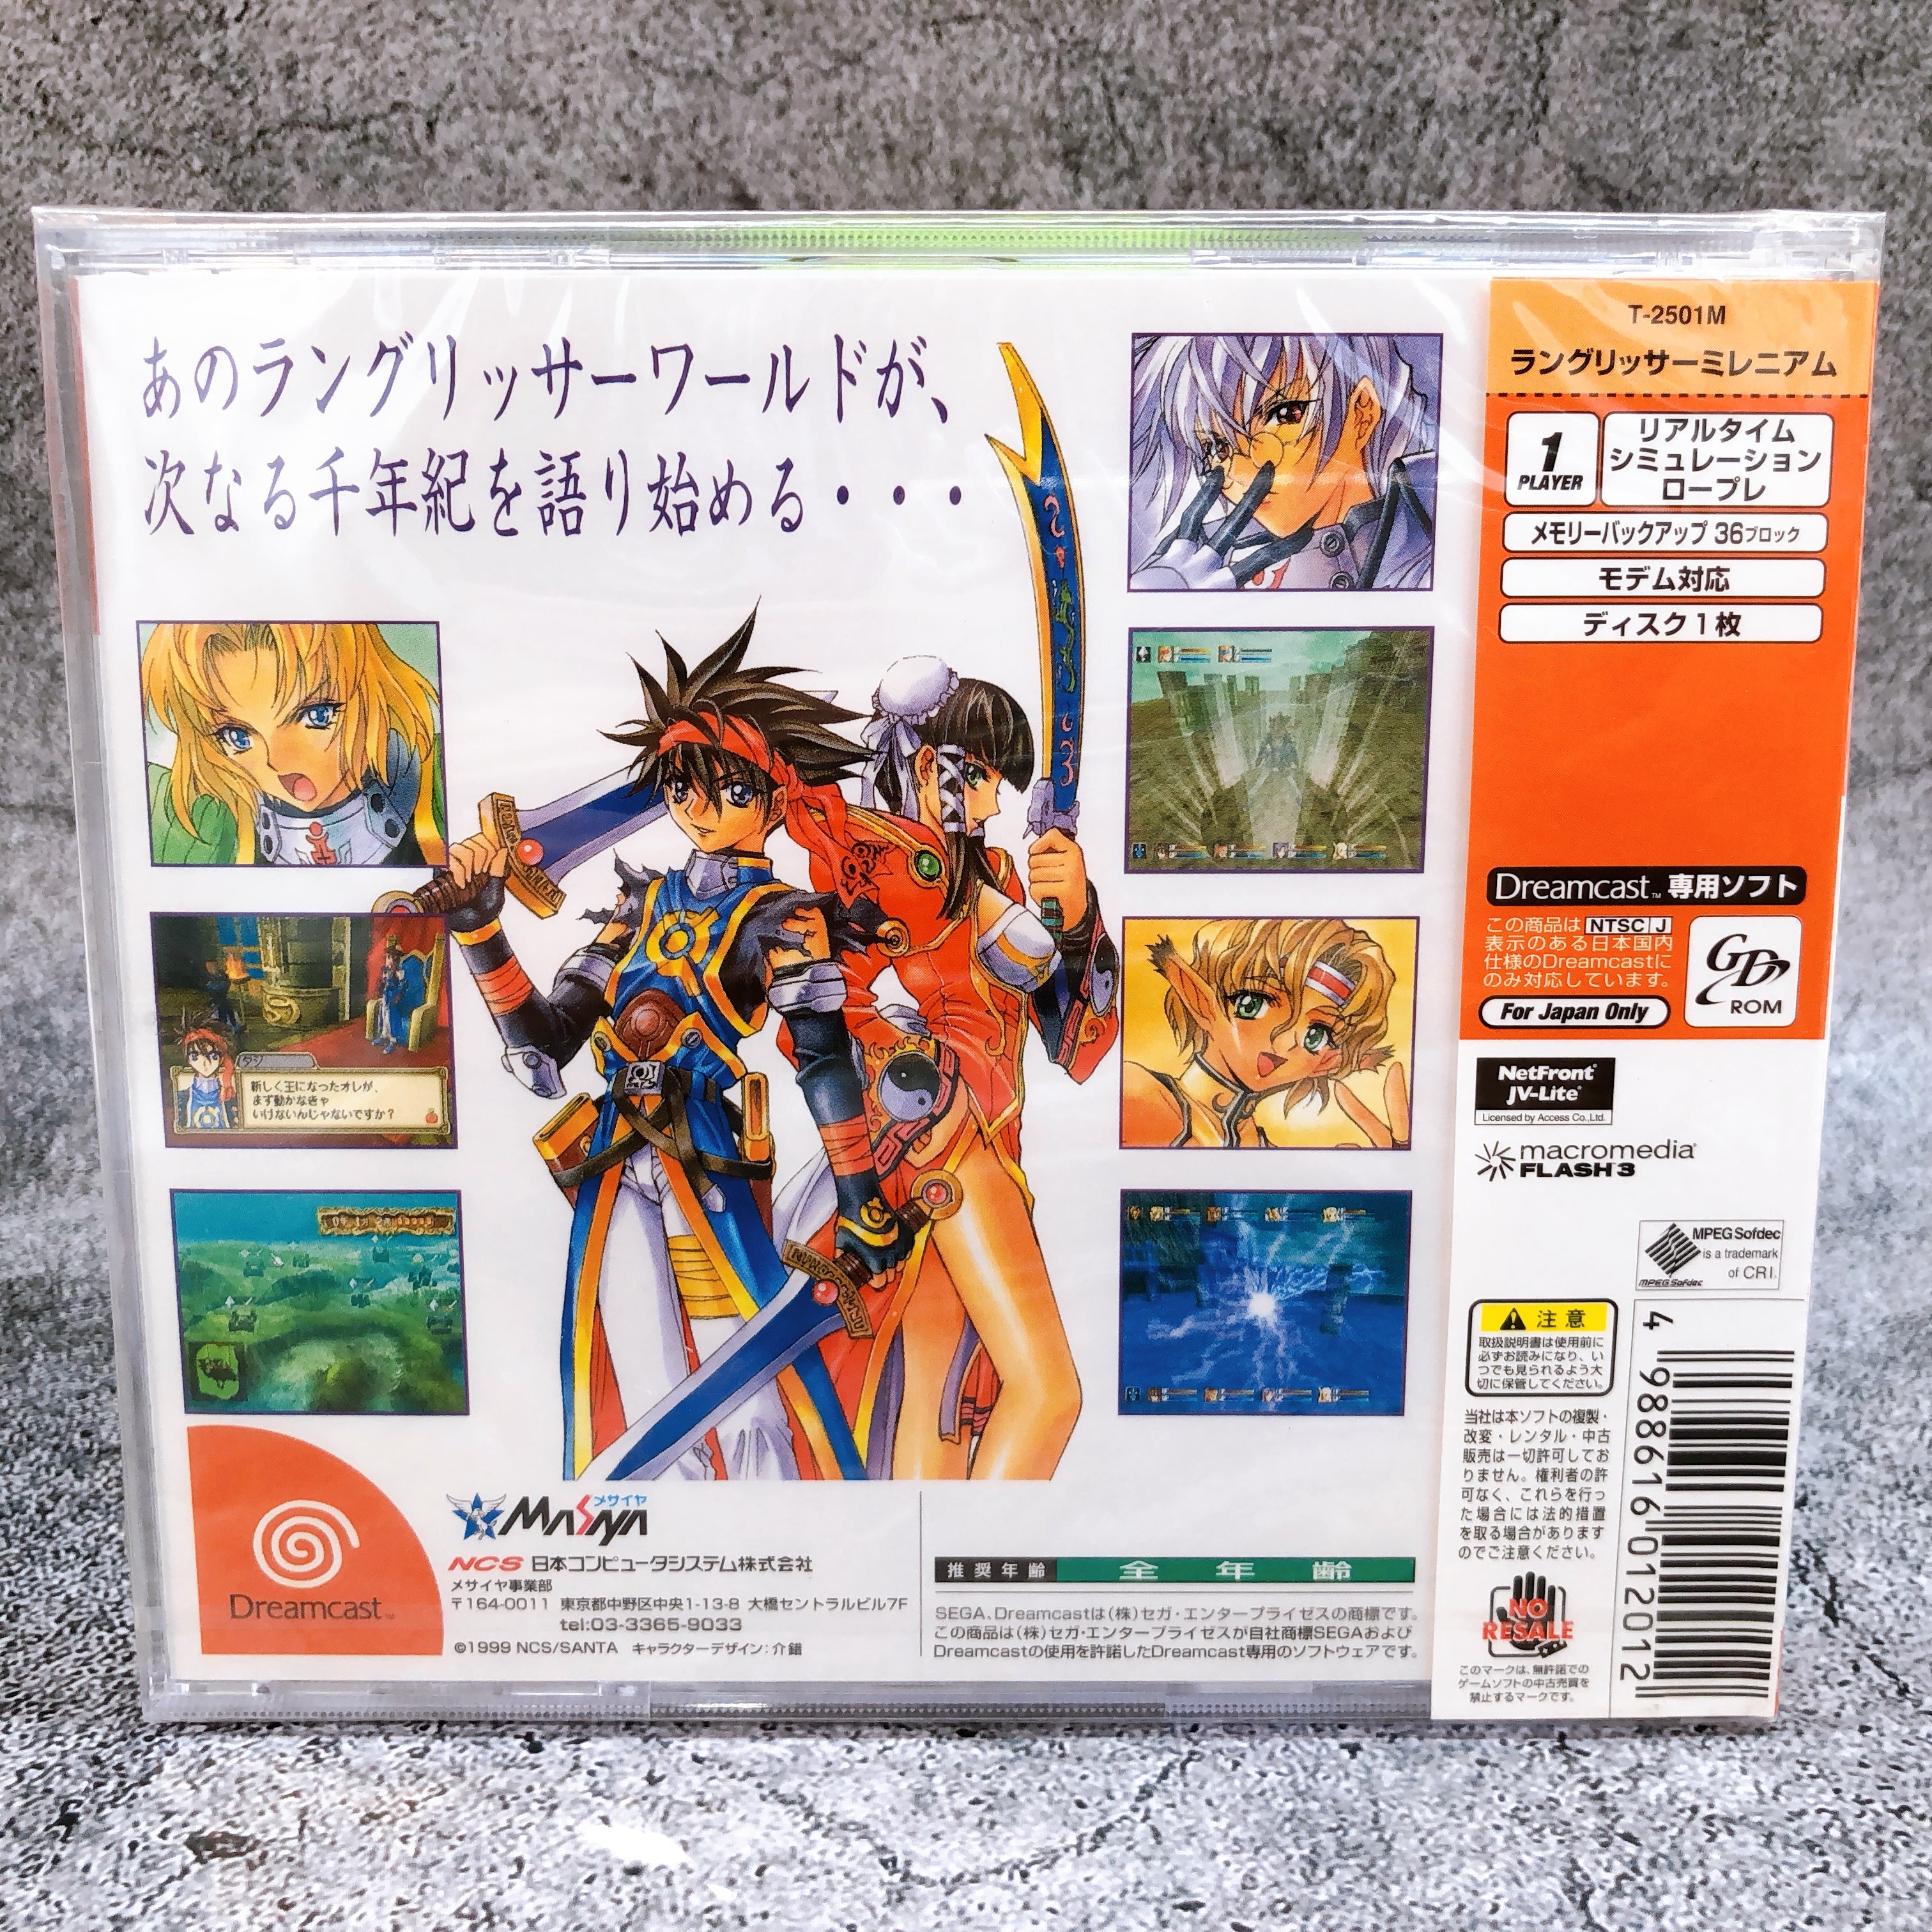 あのラングリッサーワールドが、
次なる千年紀を語り始める・・・
タジ
新しく王になったオレが、
まず動かなきゃ
いけないんじゃないですか?
Dreamcast™
メサイヤ
MASAYA
NCS 日本コンピュータシステム株式会社
メサイヤ事業部
〒164-0011 東京都中野区中央1-13-8 大橋セントラルビル7F
tel:03-3365-9033
©1999 NCS/SANTA キャラクターデザイン:介錯
推奨年齢 全年齢
SEGA、Dreamcastは(株)セガ・エンタープライゼスの商標です。
この商品は(株)セガ・エンタープライゼスが自社商標SEGAおよび
Dreamcastの使用を許諾したDreamcast専用のソフトウェアです。
T-2501M
ラングリッサーミレニアム
1
PLAYER
リアルタイム
シミュレーション
ロープレ
メモリーバックアップ 36ブロック
モデム対応
ディスク1枚
Dreamcast™ 専用ソフト
この商品は NTSC J
表示のある日本国内
仕様のDreamcastに
のみ対応しています。
For Japan Only
GD
ROM
NetFront®
JV-Lite®
Licensed by Access Co.,Ltd.
macromedia®
FLASH™3
MPEG Sofdec
is a trademark
of CRI.
MPEG Sofdec
注意
取扱説明書は使用前に
必ずお読みになり、い
つでも見られるよう大
切に保管してください。
当社は本ソフトの複製・
改変・レンタル・中古
販売は一切許可してお
りません。権利者の許
可なく、これらを行っ
た場合には法的措置
を取る場合があります
のでご注意ください。
NO
RESALE
このマークは、無許諾での
ゲームソフトの中古売買を
禁止するマークです。
4 988616 012012